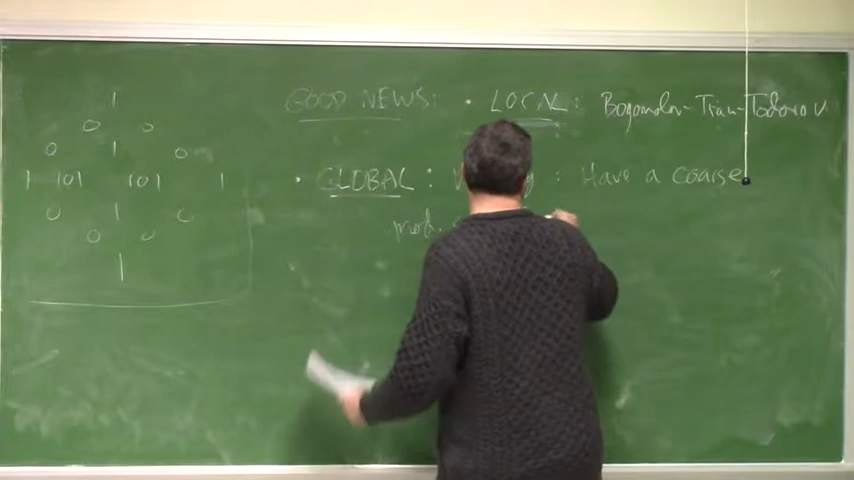 1
0 0
0 1 0
1 101 101 1
0 1 0
0 0
1
GOOD NEWS: • LOCAL: Bogomolov-Tian-Todorov
• GLOBAL: : Have a coarse
mod.